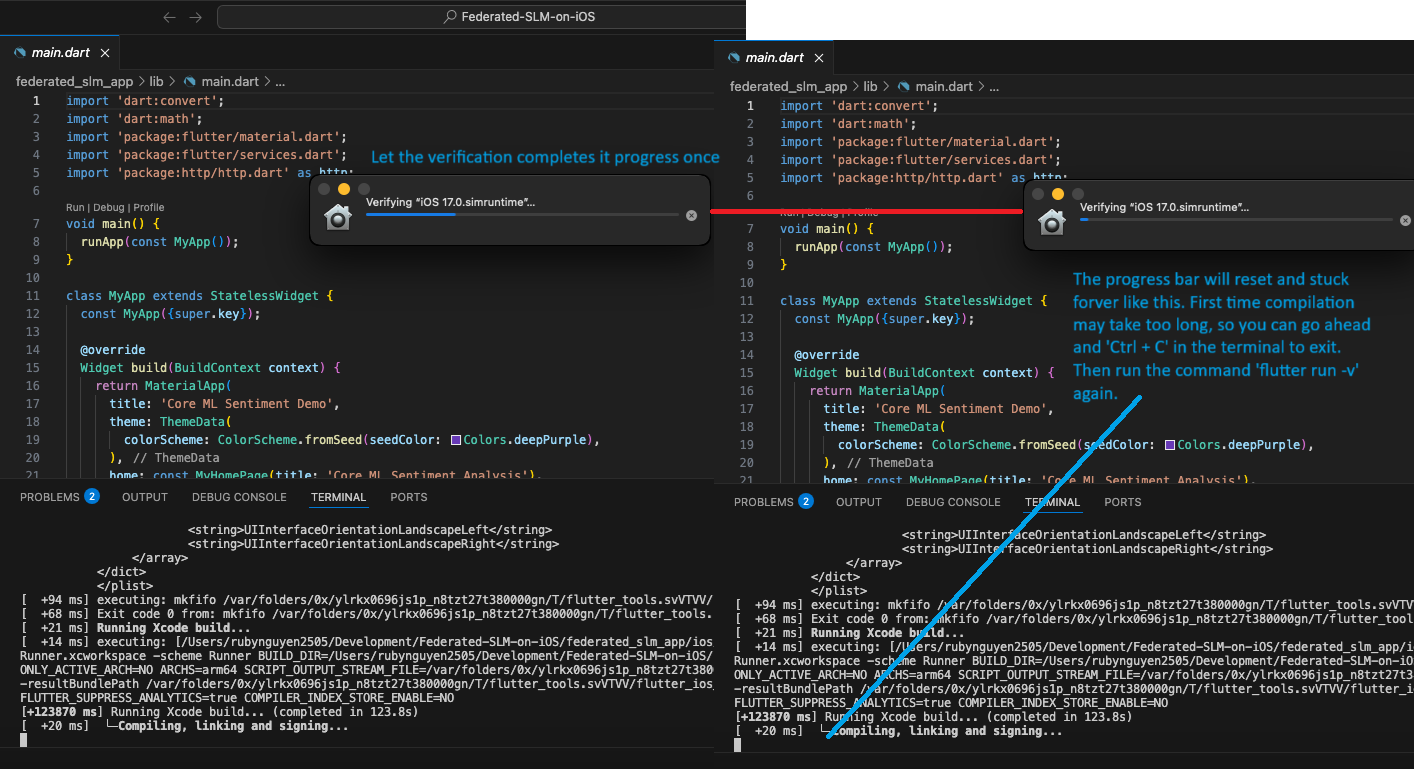 Federated-SLM-on-iOS
main.dart
federated_slm_app > lib > main.dart > ...
1 import 'dart:convert';
2 import 'dart:math';
3 import 'package:flutter/material.dart';
4 import 'package:flutter/services.dart';
5 import 'package:http/http.dart' as http;
6
Run | Debug | Profile
7 void main() {
8 runApp(const MyApp());
9 }
10
11 class MyApp extends StatelessWidget {
12 const MyApp({super.key});
13
14 @override
15 Widget build(BuildContext context) {
16 return MaterialApp(
17 title: 'Core ML Sentiment Demo',
18 theme: ThemeData(
19 colorScheme: ColorScheme.fromSeed(seedColor: Colors.deepPurple),
20 ), // ThemeData
21 home: const MyHomePage(title: 'Core ML Sentiment Analysis'),
Let the verification completes it progress once
Verifying "iOS 17.0.simruntime"...
PROBLEMS 2 OUTPUT DEBUG CONSOLE TERMINAL PORTS
<string>UIInterfaceOrientationLandscapeLeft</string>
<string>UIInterfaceOrientationLandscapeRight</string>
</array>
</dict>
</plist>
[ +94 ms] executing: mkfifo /var/folders/0x/ylrkx0696js1p_n8tzt27t380000gn/T/flutter_tools.svVTVV/
[ +68 ms] Exit code 0 from: mkfifo /var/folders/0x/ylrkx0696js1p_n8tzt27t380000gn/T/flutter_tools.
[ +21 ms] Running Xcode build...
[ +14 ms] executing: [/Users/rubynguyen2505/Development/Federated-SLM-on-iOS/federated_slm_app/ios
Runner.xcworkspace -scheme Runner BUILD_DIR=/Users/rubynguyen2505/Development/Federated-SLM-on-iOS/
ONLY_ACTIVE_ARCH=NO ARCHS=arm64 SCRIPT_OUTPUT_STREAM_FILE=/var/folders/0x/ylrkx0696js1p_n8tzt27t380
-resultBundlePath /var/folders/0x/ylrkx0696js1p_n8tzt27t380000gn/T/flutter_tools.svVTVV/flutter_ios
FLUTTER_SUPPRESS_ANALYTICS=true COMPILER_INDEX_STORE_ENABLE=NO
[+123870 ms] Running Xcode build... (completed in 123.8s)
[ +20 ms] └─Compiling, linking and signing...
main.dart
federated_slm_app > lib > main.dart > ...
1 import 'dart:convert';
2 import 'dart:math';
3 import 'package:flutter/material.dart';
4 import 'package:flutter/services.dart';
5 import 'package:http/http.dart' as http;
6
Run | Debug | Profile
7 void main() {
8 runApp(const MyApp());
9 }
10
11 class MyApp extends StatelessWidget {
12 const MyApp({super.key});
13
14 @override
15 Widget build(BuildContext context) {
16 return MaterialApp(
17 title: 'Core ML Sentiment Demo',
18 theme: ThemeData(
19 colorScheme: ColorScheme.fromSeed(seedColor: Colors.deepPurple),
20 ), // ThemeData
21 home: const MyHomePage(title: 'Core ML Sentiment Analysis'),
Verifying "iOS 17.0.simruntime"...
The progress bar will reset and stuck
forver like this. First time compilation
may take too long, so you can go ahead
and 'Ctrl + C' in the terminal to exit.
Then run the command 'flutter run -v'
again.
PROBLEMS 2 OUTPUT DEBUG CONSOLE TERMINAL PORTS
<string>UIInterfaceOrientationLandscapeLeft</string>
<string>UIInterfaceOrientationLandscapeRight</string>
</array>
</dict>
</plist>
[ +94 ms] executing: mkfifo /var/folders/0x/ylrkx0696js1p_n8tzt27t380000gn/T/flutter_tools.svVTVV
[ +68 ms] Exit code 0 from: mkfifo /var/folders/0x/ylrkx0696js1p_n8tzt27t380000gn/T/flutter_tool
[ +21 ms] Running Xcode build...
[ +14 ms] executing: [/Users/rubynguyen2505/Development/Federated-SLM-on-iOS/federated_slm_app/i
Runner.xcworkspace -scheme Runner BUILD_DIR=/Users/rubynguyen2505/Development/Federated-SLM-on-iO
ONLY_ACTIVE_ARCH=NO ARCHS=arm64 SCRIPT_OUTPUT_STREAM_FILE=/var/folders/0x/ylrkx0696js1p_n8tzt27t3
-resultBundlePath /var/folders/0x/ylrkx0696js1p_n8tzt27t380000gn/T/flutter_tools.svVTVV/flutter_i
FLUTTER_SUPPRESS_ANALYTICS=true COMPILER_INDEX_STORE_ENABLE=NO
[+123870 ms] Running Xcode build... (completed in 123.8s)
[ +20 ms] └─Compiling, linking and signing...